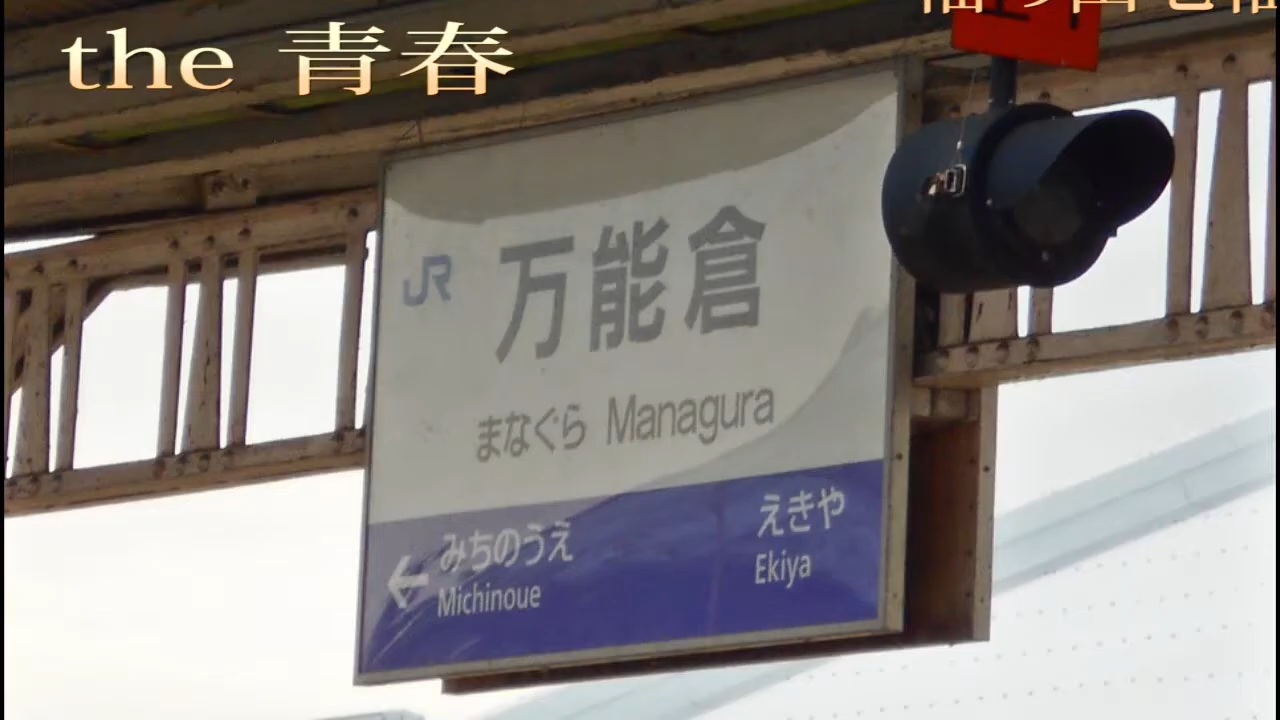 the 青春
JR
万能倉
まなぐら Managura
みちのうえ
Michinoue
えきや
Ekiya